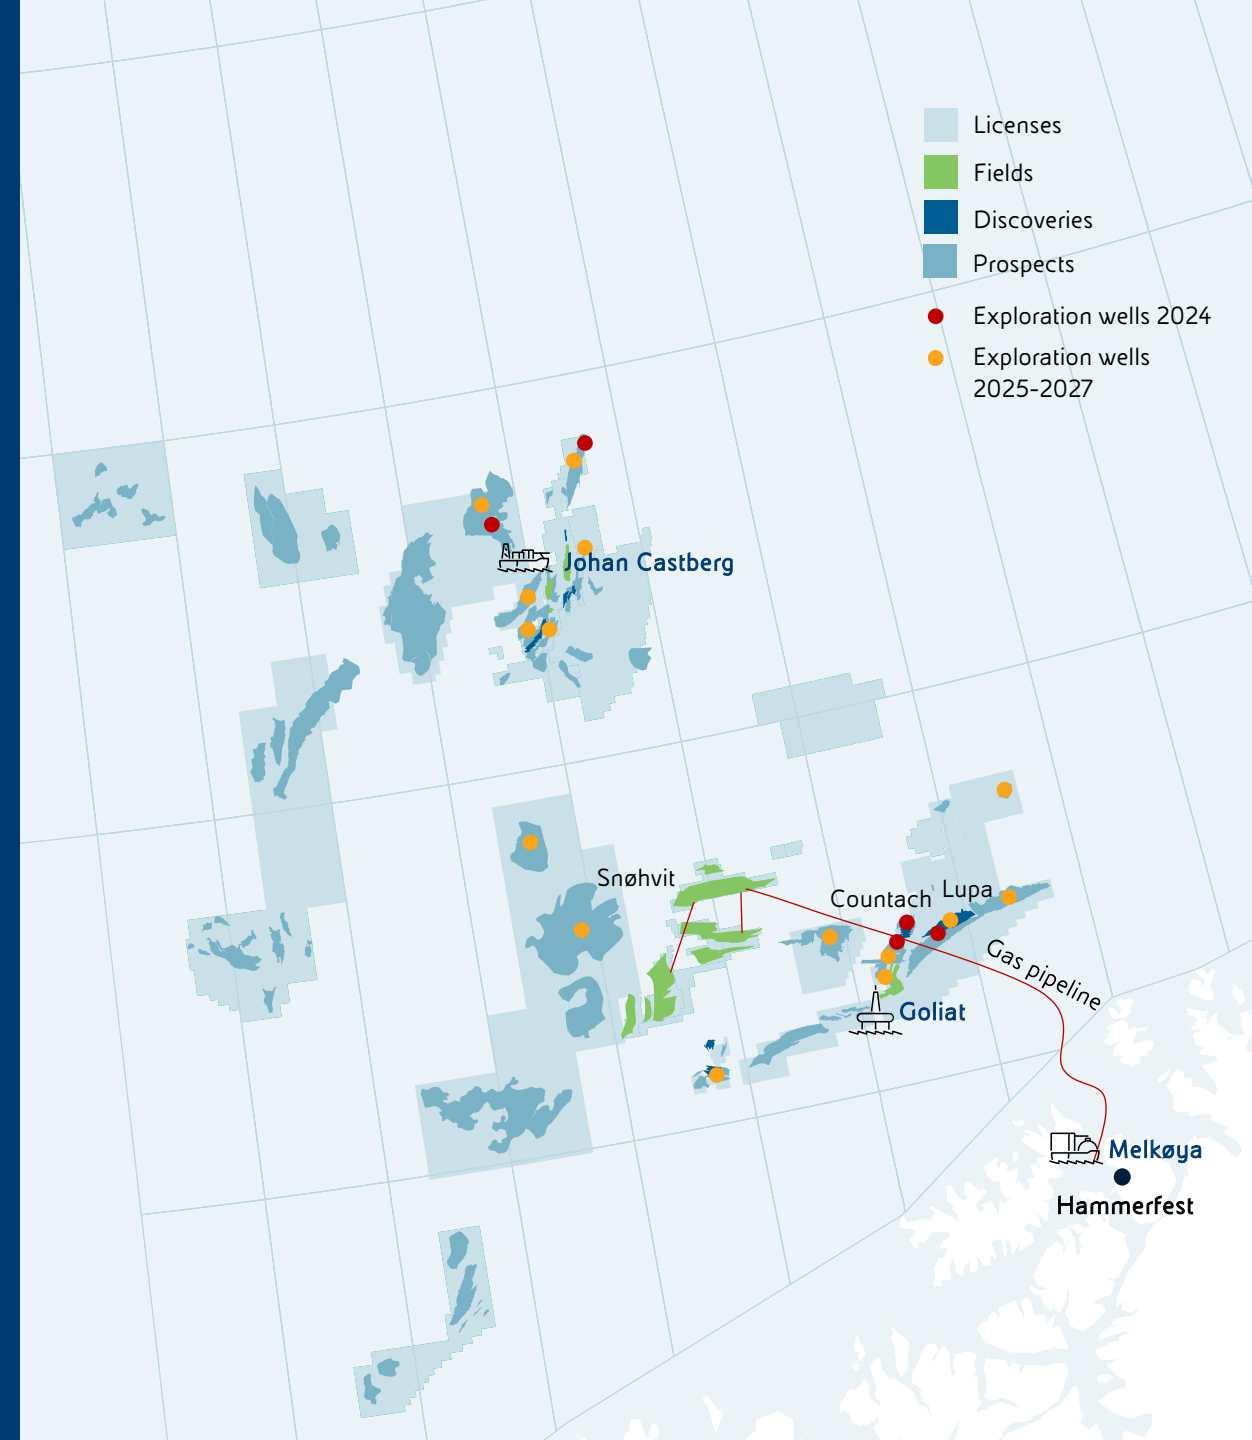 Licenses
Fields
Discoveries
Prospects
Exploration wells 2024
Exploration wells
2025-2027
Johan Castberg
Snøhvit
Countach
Lupa
Gas pipeline
Goliat
Melkøya
Hammerfest